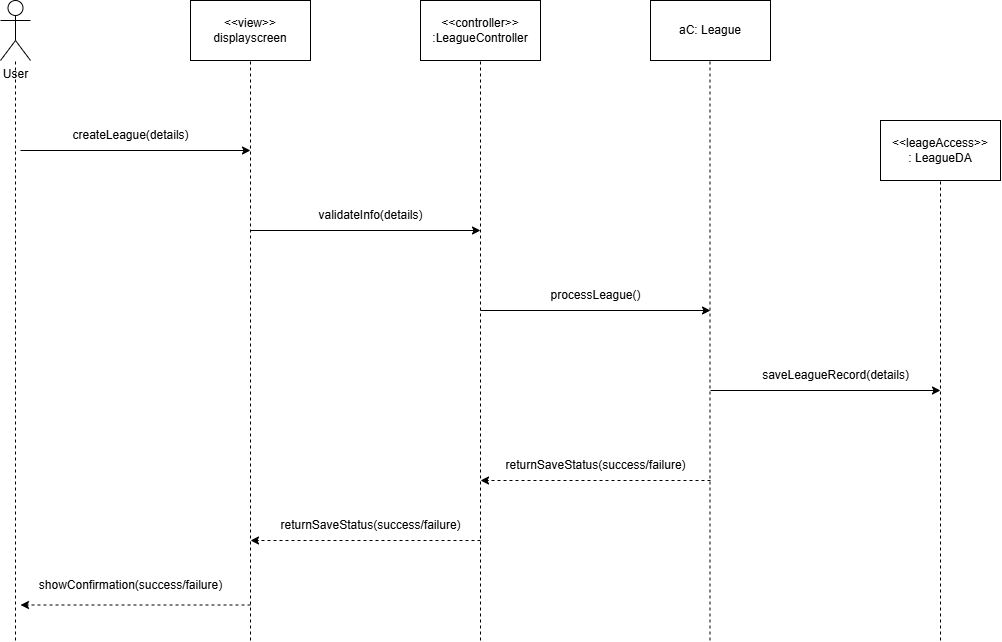 <<view>>
displayscreen
<<controller>>
:LeagueController
aC: League
User
createLeague(details)
<<leageAccess>>
: LeagueDA
validateInfo(details)
processLeague()
saveLeagueRecord(details)
returnSaveStatus(success/failure)
returnSaveStatus(success/failure)
showConfirmation(success/failure)